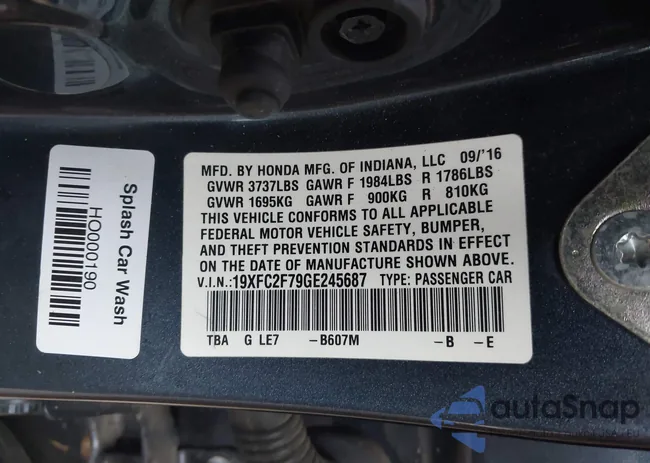 Splash Car Wash
HO000190
MFD. BY HONDA MFG. OF INDIANA, LLC 09/'16
GVWR 3737LBS GAWR F 1984LBS R 1786LBS
GVWR 1695KG GAWR F 900KG R 810KG
THIS VEHICLE CONFORMS TO ALL APPLICABLE
FEDERAL MOTOR VEHICLE SAFETY, BUMPER,
AND THEFT PREVENTION STANDARDS IN EFFECT
ON THE DATE OF MANUFACTURE SHOWN ABOVE.
V.I.N.:19XFC2F79GE245687 TYPE: PASSENGER CAR
TBA G LE7 -B607M -B -E
autoSnap